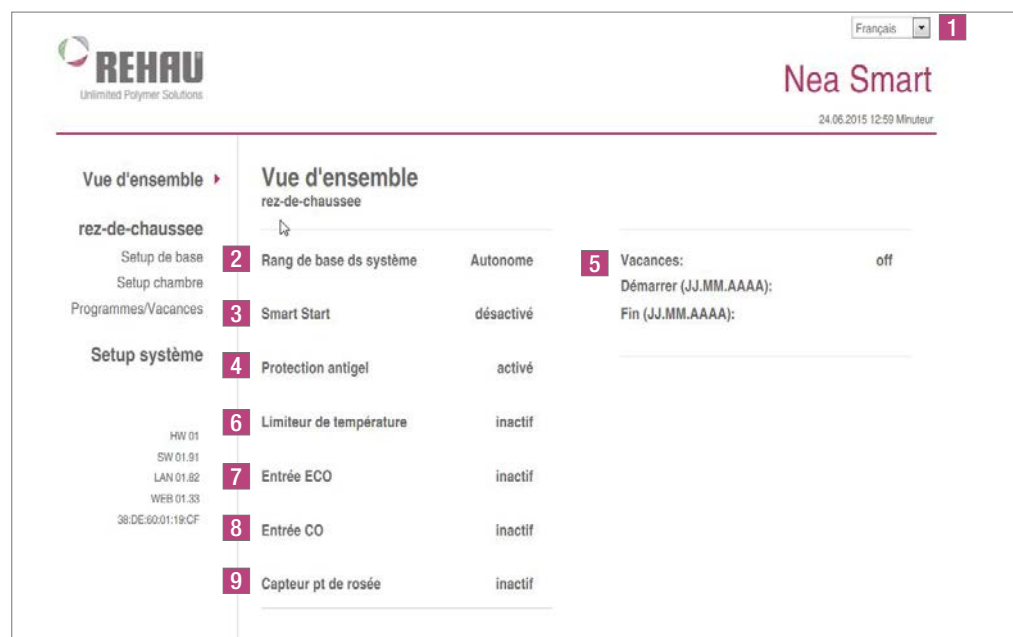 Français
1
REHAU
Unlimited Polymer Solutions
Nea Smart
24.06.2015 12:59 Minuteur
Vue d'ensemble
rez-de-chaussee
Setup de base
Setup chambre
Programmes/Vacances
Setup système
HW 01
SW 01.91
LAN 01.82
WEB 01.33
38:DE:60:01:19:CF
Vue d'ensemble
rez-de-chaussee
2 Rang de base ds système Autonome
3 Smart Start désactivé
4 Protection antigel activé
6 Limiteur de température inactif
7 Entrée ECO inactif
8 Entrée CO inactif
9 Capteur pt de rosée inactif
5 Vacances: off
Démarrer (JJ.MM.AAAA):
Fin (JJ.MM.AAAA):